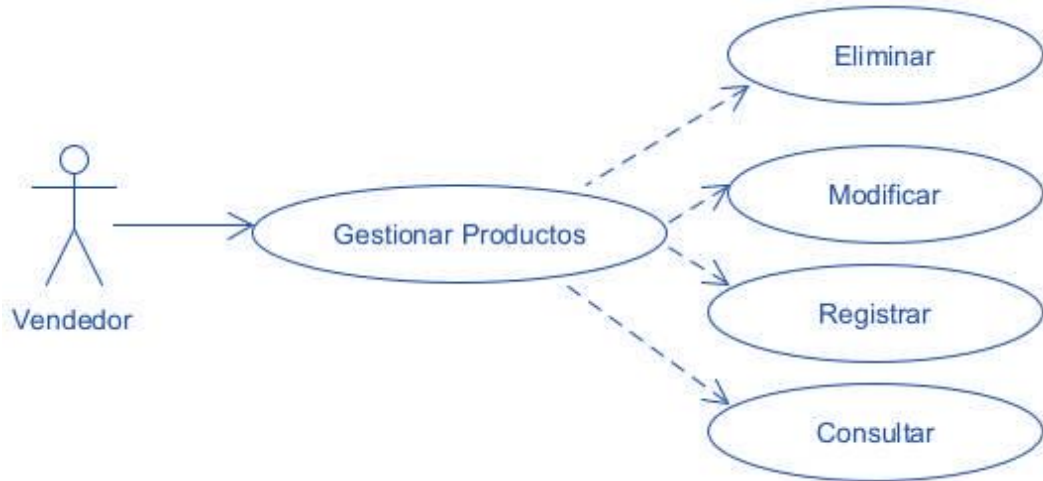 Eliminar
Modificar
Gestionar Productos
Registrar
Vendedor
Consultar